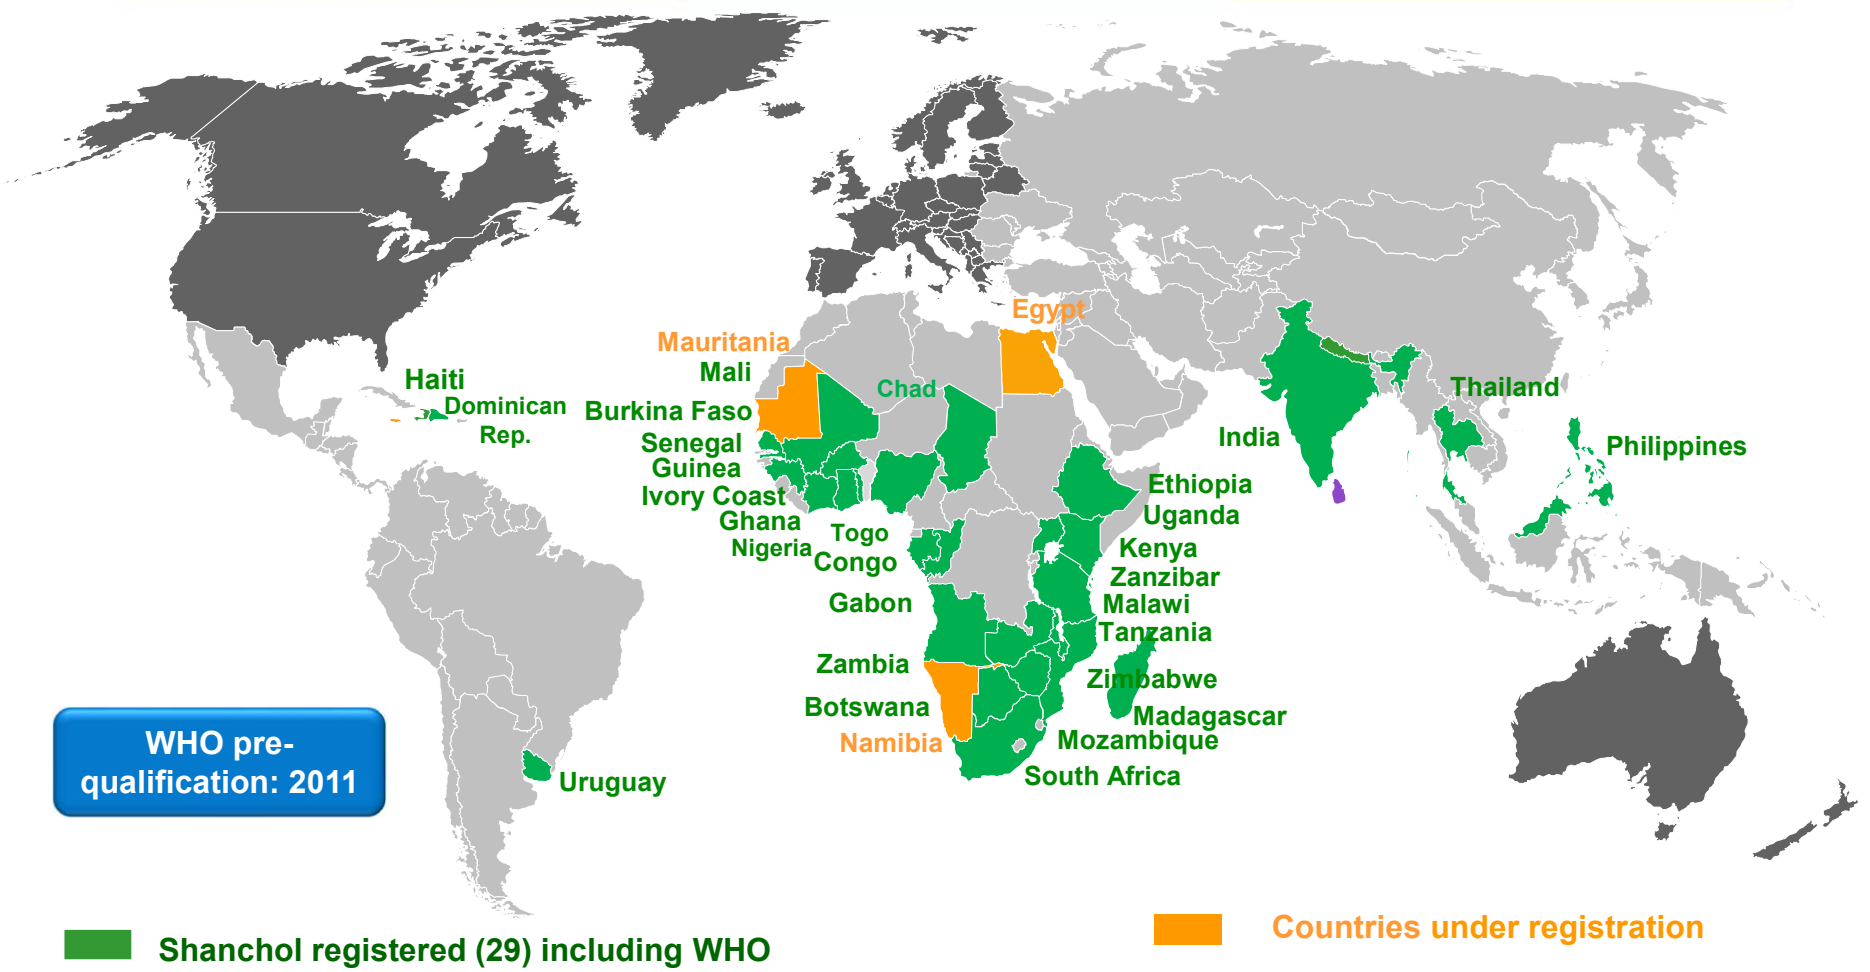 Egypt
Mauritania
Mali
Haiti
Chad
Thailand
Dominican
Rep.
Burkina Faso
Senegal
India
Philippines
Guinea
Ivory Coast
Ethiopia
Ghana
Uganda
Togo
Nigeria
Kenya
Congo
Zanzibar
Gabon
Malawi
Tanzania
Zambia
Zimbabwe
Botswana
Madagascar
Namibia
Mozambique
South Africa
Uruguay
WHO pre-
qualification: 2011
Countries under registration
Shanchol registered (29) including WHO